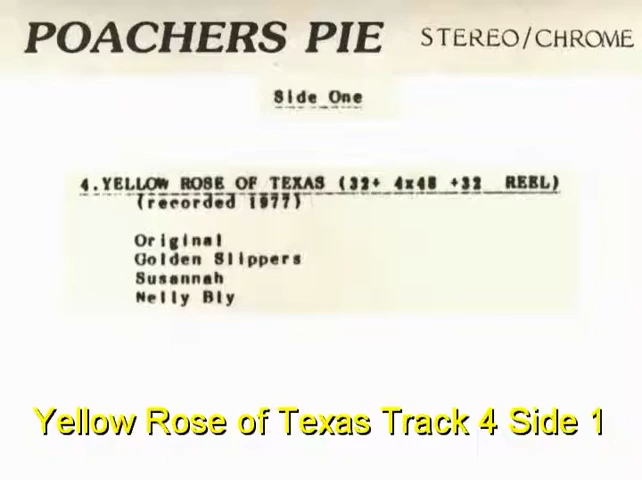 POACHERS PIE STEREO/CHROME
Side One
4.YELLOW ROSE OF TEXAS (32+ 4x48 +32 REEL)
(recorded 1977)
Original
Golden Slippers
Susannah
Nelly Bly
Yellow Rose of Texas Track 4 Side 1